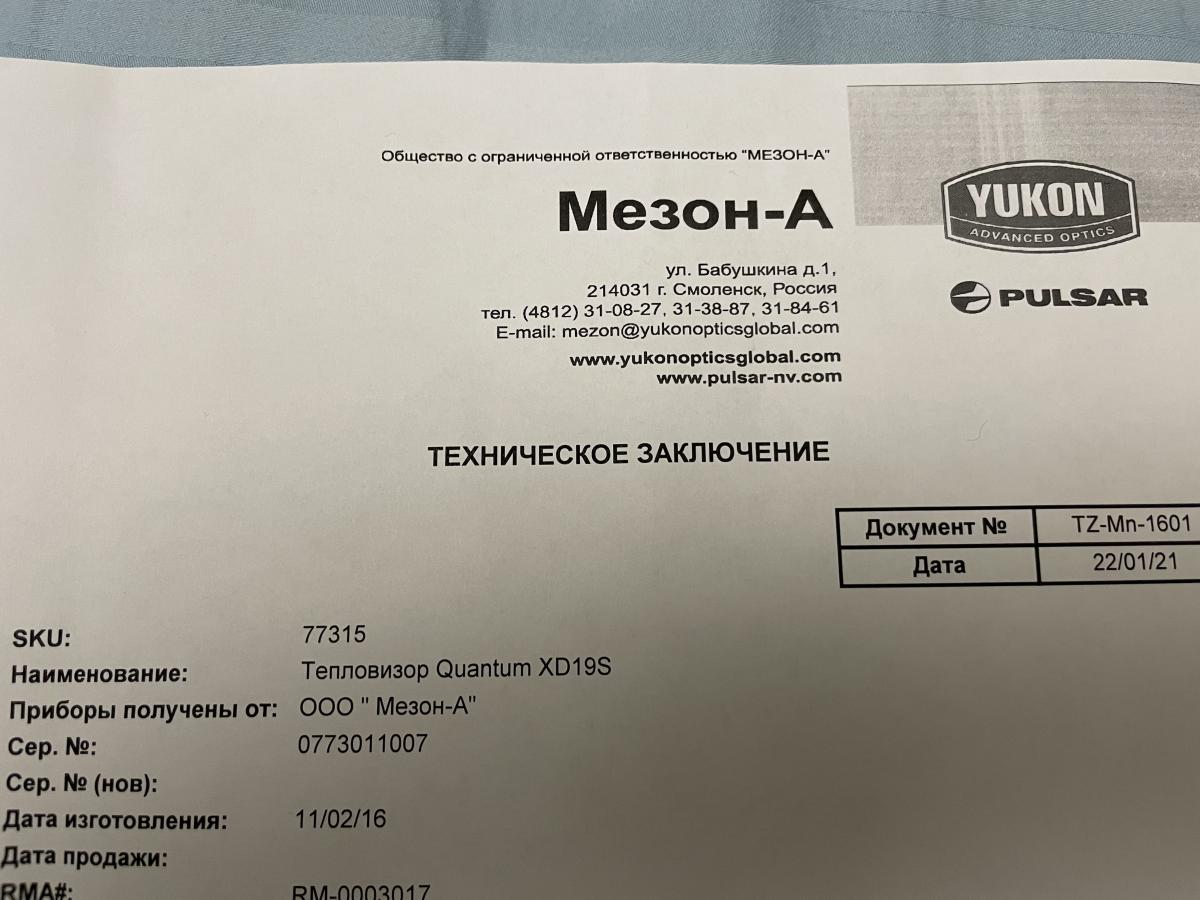 Общество с ограниченной ответственностью "МЕЗОН-А"
Мезон-А
YUKON
ADVANCED OPTICS
ул. Бабушкина д.1,
214031 г. Смоленск, Россия
тел. (4812) 31-08-27, 31-38-87, 31-84-61
E-mail: mezon@yukonopticsglobal.com
PULSAR
www.yukonopticsglobal.com
www.pulsar-nv.com
ТЕХНИЧЕСКОЕ ЗАКЛЮЧЕНИЕ
Документ № TZ-Mn-1601
Дата 22/01/21
SKU: 77315
Наименование: Тепловизор Quantum XD19S
Приборы получены от: ООО " Мезон-А"
Сер. №: 0773011007
Сер. № (нов):
Дата изготовления: 11/02/16
Дата продажи:
RMA#: RM-0003017